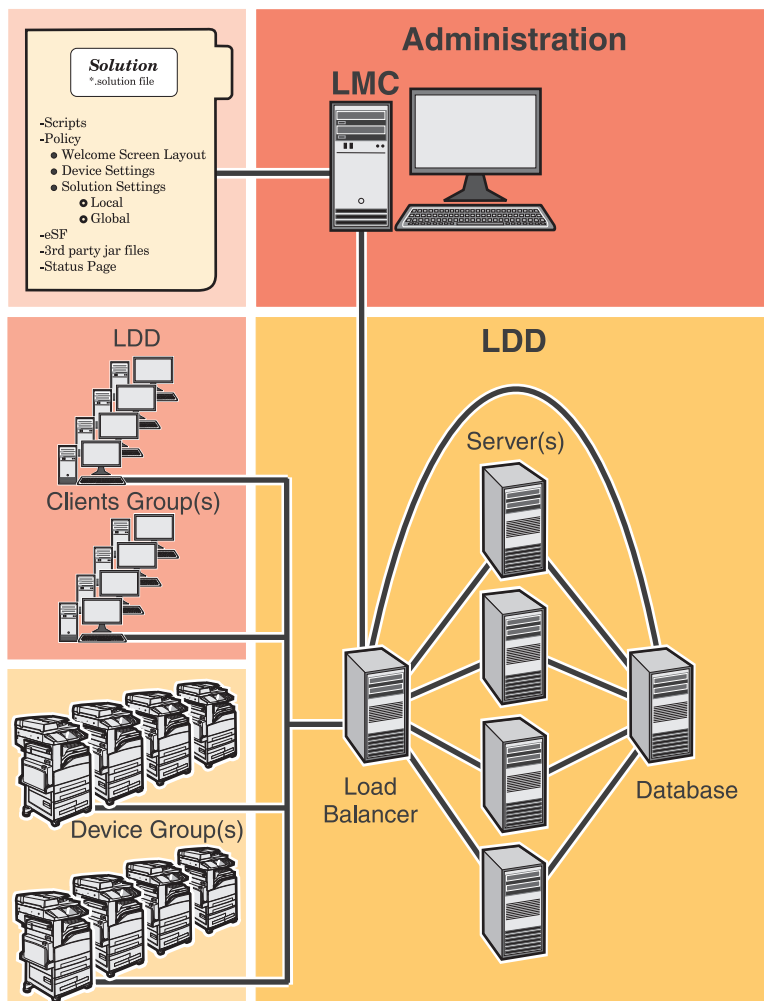 Solution
*.solution file
-Scripts
-Policy
Welcome Screen Layout
Device Settings
Solution Settings
Local
Global
-eSF
-3rd party jar files
-Status Page
Administration
LMC
LDD
Clients Group(s)
Device Group(s)
LDD
Server(s)
Load
Balancer
Database